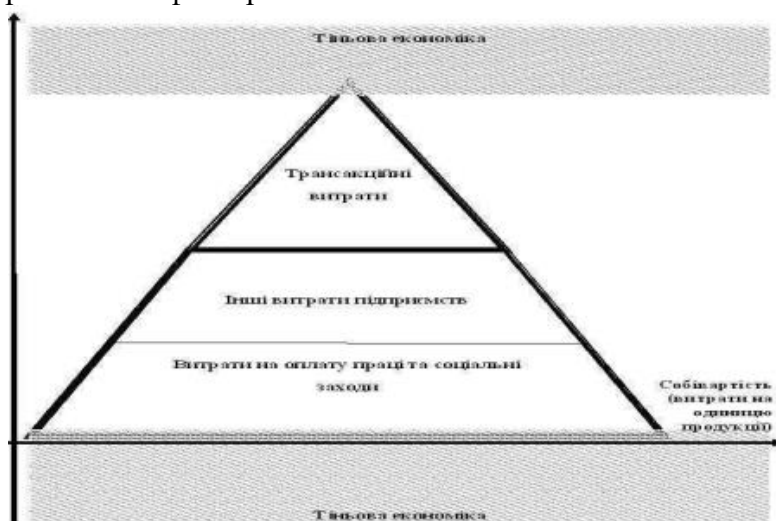 Тіньова економіка
Трансакційні
витрати
Інші витрати підприємств
Витрати на оплату праці та соціальні
заходи
Собівартість
(витрати на
одиницю
продукції)
Тіньова економіка